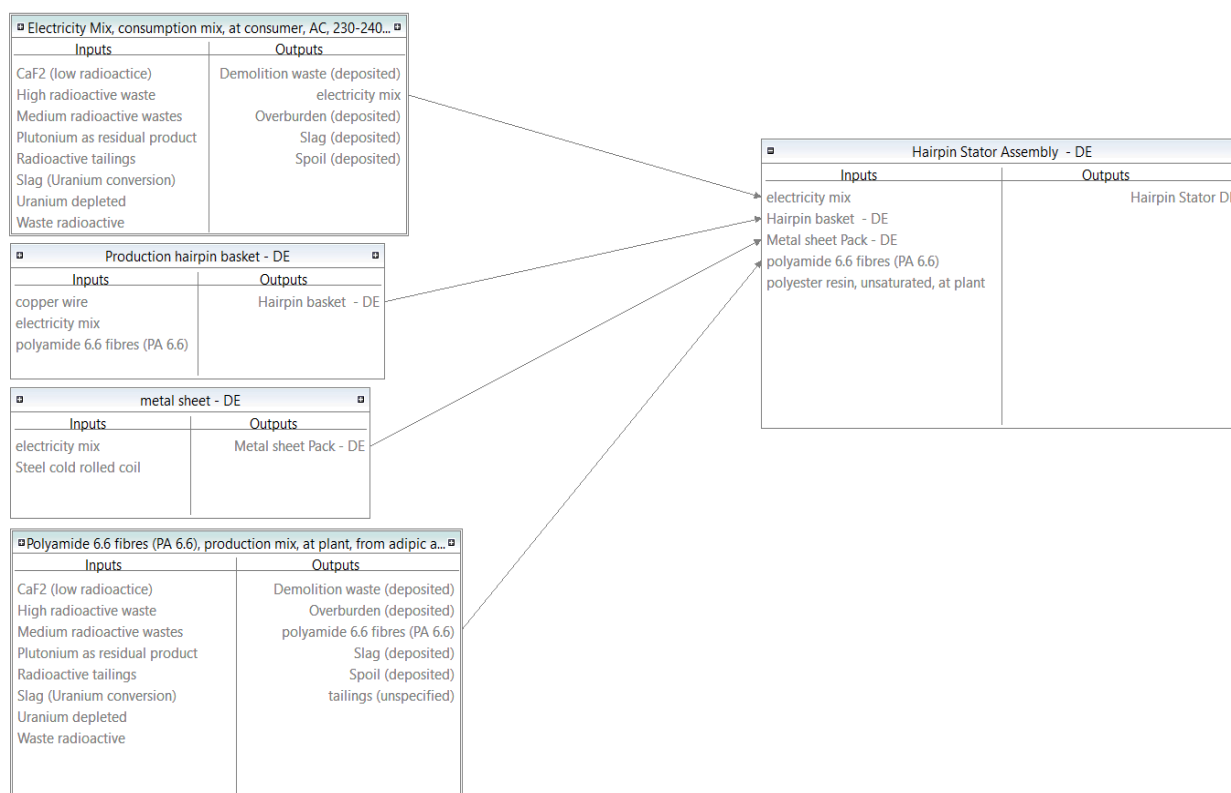 Electricity Mix, consumption mix, at consumer, AC, 230-240...
Inputs Outputs
CaF2 (low radioactice) Demolition waste (deposited)
High radioactive waste electricity mix
Medium radioactive wastes Overburden (deposited)
Plutonium as residual product Slag (deposited)
Radioactive tailings Spoil (deposited)
Slag (Uranium conversion)
Uranium depleted
Waste radioactive
Production hairpin basket - DE
Inputs Outputs
copper wire Hairpin basket - DE
electricity mix
polyamide 6.6 fibres (PA 6.6)
metal sheet - DE
Inputs Outputs
electricity mix Metal sheet Pack - DE
Steel cold rolled coil
Polyamide 6.6 fibres (PA 6.6), production mix, at plant, from adipic a...
Inputs Outputs
CaF2 (low radioactice) Demolition waste (deposited)
High radioactive waste Overburden (deposited)
Medium radioactive wastes polyamide 6.6 fibres (PA 6.6)
Plutonium as residual product Slag (deposited)
Radioactive tailings Spoil (deposited)
Slag (Uranium conversion) tailings (unspecified)
Uranium depleted
Waste radioactive
Hairpin Stator Assembly - DE
Inputs Outputs
electricity mix Hairpin Stator
Hairpin basket - DE
Metal sheet Pack - DE
polyamide 6.6 fibres (PA 6.6)
polyester resin, unsaturated, at plant